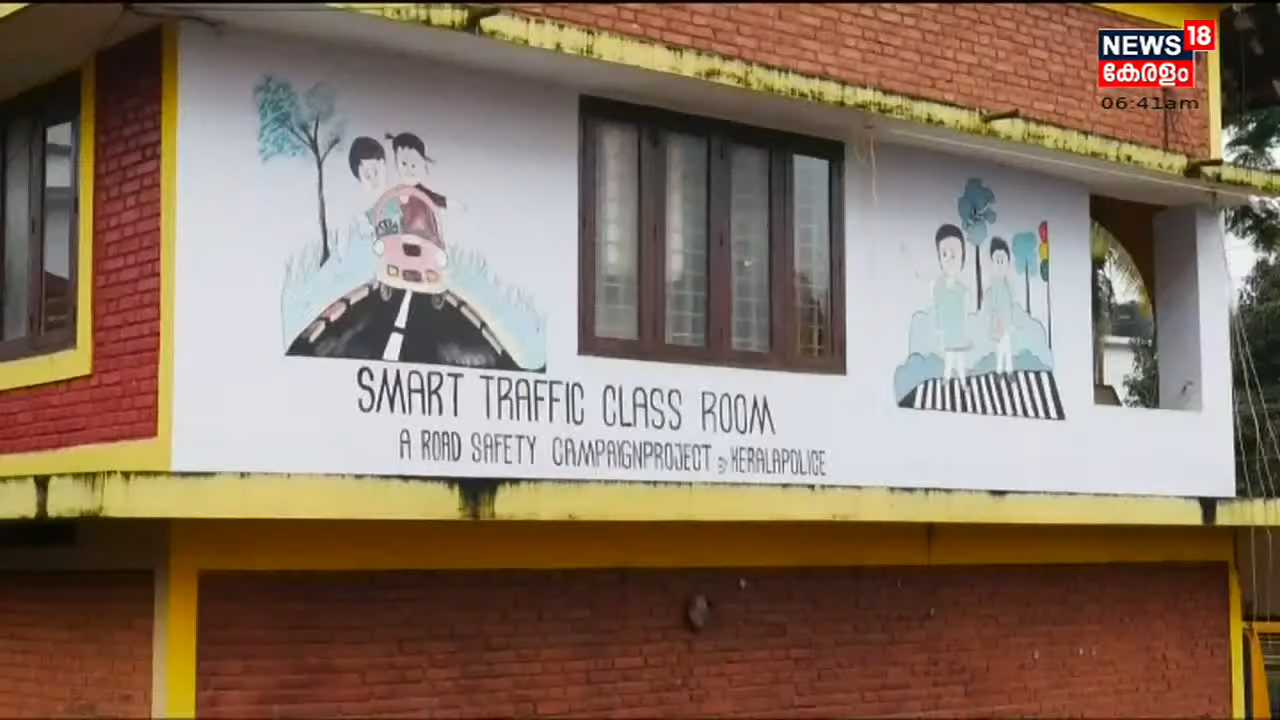 NEWS 18
കേരളം
06:41am
SMART TRAFFIC CLASS ROOM
A ROAD SAFETY CAMPAIGNPROJECT BY KERALAPOLICE